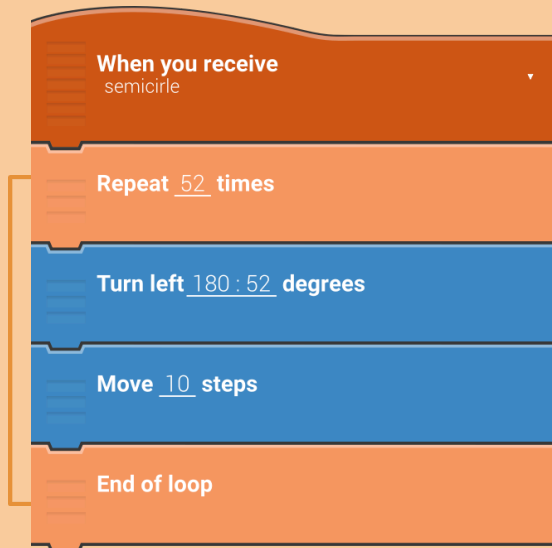 When you receive
semicirle
Repeat 52 times
Turn left 180 : 52 degrees
Move 10 steps
End of loop